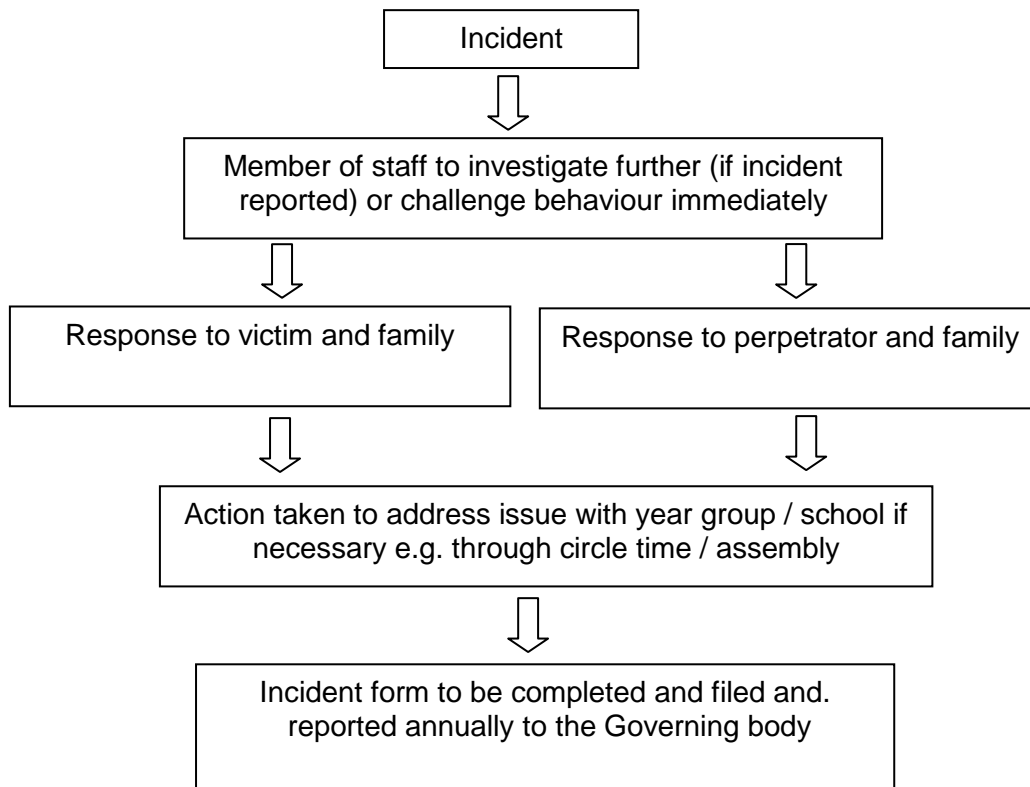 Incident
Member of staff to investigate further (if incident
reported) or challenge behaviour immediately
Response to victim and family
Response to perpetrator and family
Action taken to address issue with year group / school if
necessary e.g. through circle time / assembly
Incident form to be completed and filed and.
reported annually to the Governing body